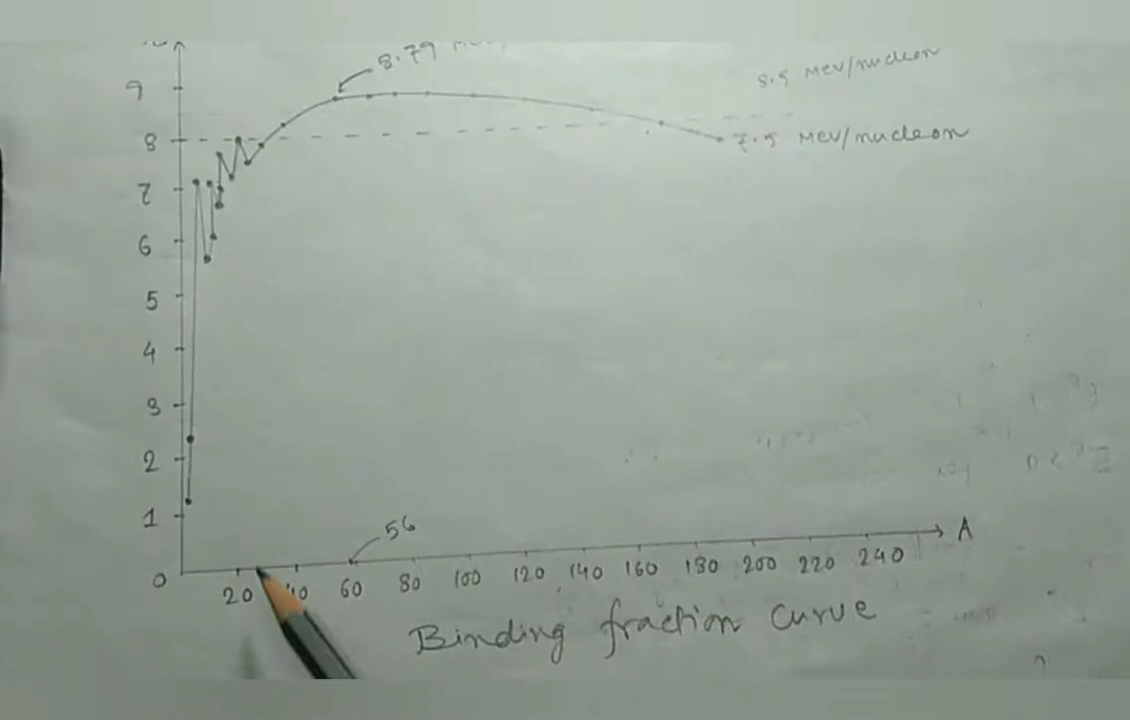 8.79
8.5 MeV/nucleon
9
8
7.5 MeV/nucleon
7
6
5
4
3
2
1
56
A
0
20 40 60 80 100 120 140 160 180 200 220 240
Binding fraction Curve